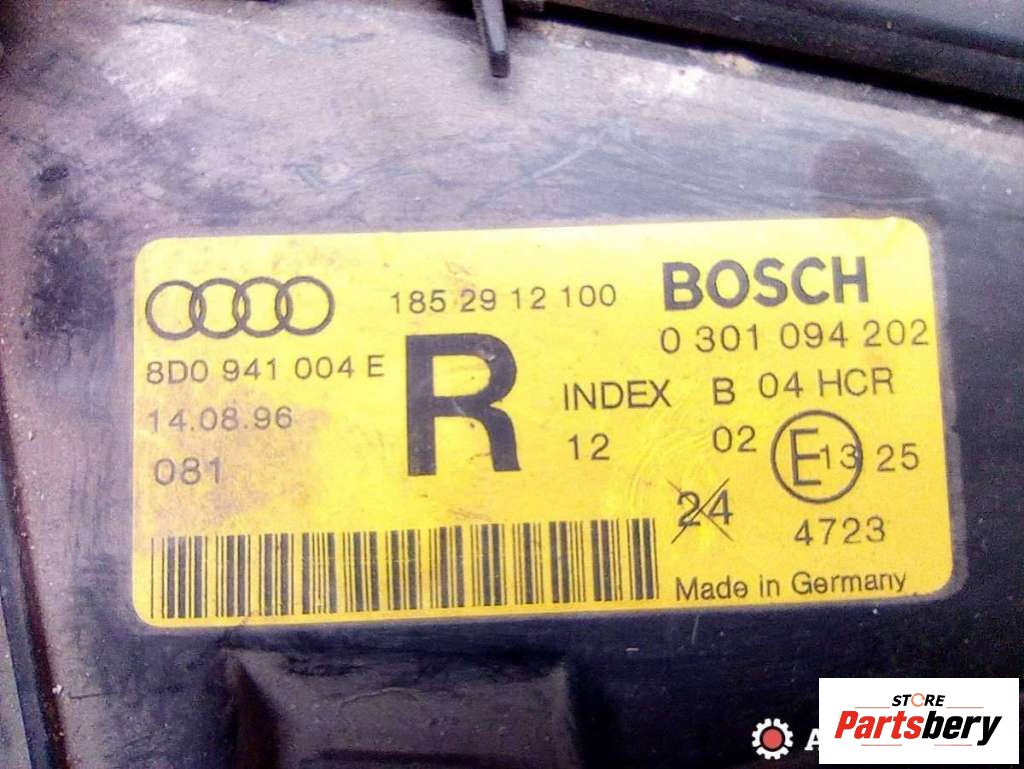 185 29 12 100 BOSCH
0 301 094 202
8D0 941 004 E R INDEX B 04 HCR
14.08.96
12 02 E13 25
081
24
4723
Made in Germany
STORE
Partsbery